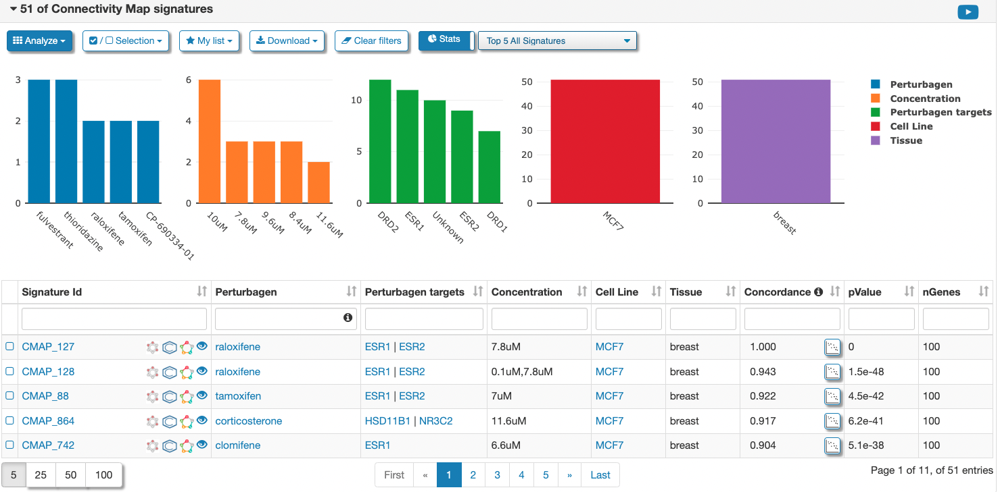 51 of Connectivity Map signatures
Analyze / Selection My list Download Clear filters Stats Top 5 All Signatures
3
2
1
0
fulvestrant
thioridazine
raloxifene
tamoxifen
CP-690334-01
6
4
2
0
10uM
7.8uM
9.6uM
8.4uM
11.6uM
10
5
0
DRD2
ESR1
Unknown
ESR2
DRD1
50
40
30
20
10
0
MCF7
50
40
30
20
10
0
breast
Perturbagen
Concentration
Perturbagen targets
Cell Line
Tissue
Signature Id Perturbagen Perturbagen targets Concentration Cell Line Tissue Concordance pValue nGenes
CMAP_127 raloxifene ESR1 | ESR2 7.8uM MCF7 breast 1.000 0 100
CMAP_128 raloxifene ESR1 | ESR2 0.1uM,7.8uM MCF7 breast 0.943 1.5e-48 100
CMAP_88 tamoxifen ESR1 | ESR2 7uM MCF7 breast 0.922 4.5e-42 100
CMAP_864 corticosterone HSD11B1 | NR3C2 11.6uM MCF7 breast 0.917 6.2e-41 100
CMAP_742 clomifene ESR1 6.6uM MCF7 breast 0.904 5.1e-38 100
5 25 50 100 First « 1 2 3 4 5 » Last Page 1 of 11, of 51 entries